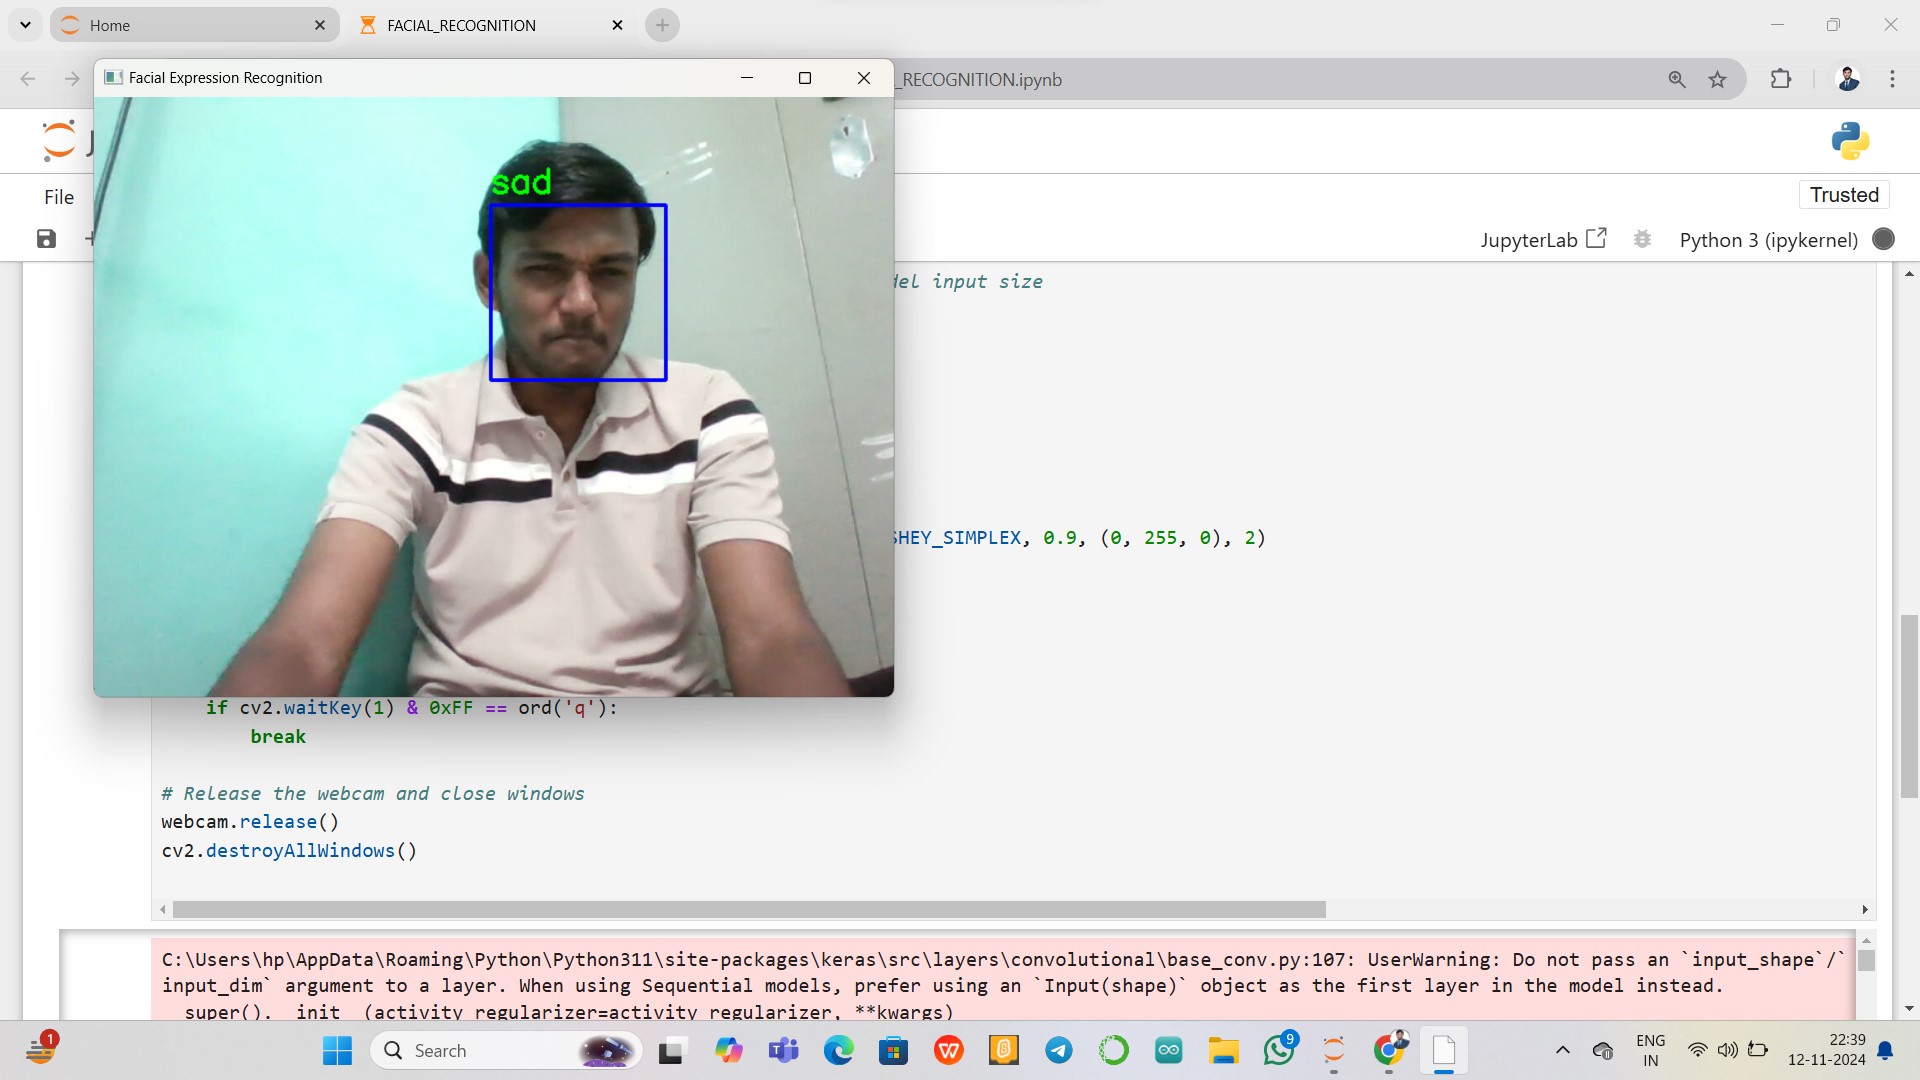 Home
FACIAL_RECOGNITION
Facial Expression Recognition
_RECOGNITION.ipynb
sad
File
Trusted
JupyterLab
Python 3 (ipykernel)
del input size
SHEY_SIMPLEX, 0.9, (0, 255, 0), 2)
if cv2.waitKey(1) & 0xFF == ord('q'):
break
# Release the webcam and close windows
webcam.release()
cv2.destroyAllWindows()
C:\Users\hp\AppData\Roaming\Python\Python311\site-packages\keras\src\layers\convolutional\base_conv.py:107: UserWarning: Do not pass an `input_shape`/`
input_dim` argument to a layer. When using Sequential models, prefer using an `Input(shape)` object as the first layer in the model instead.
super().__init__(activity_regularizer=activity_regularizer, **kwargs)
1
Search
9
ENG
IN
22:39
12-11-2024